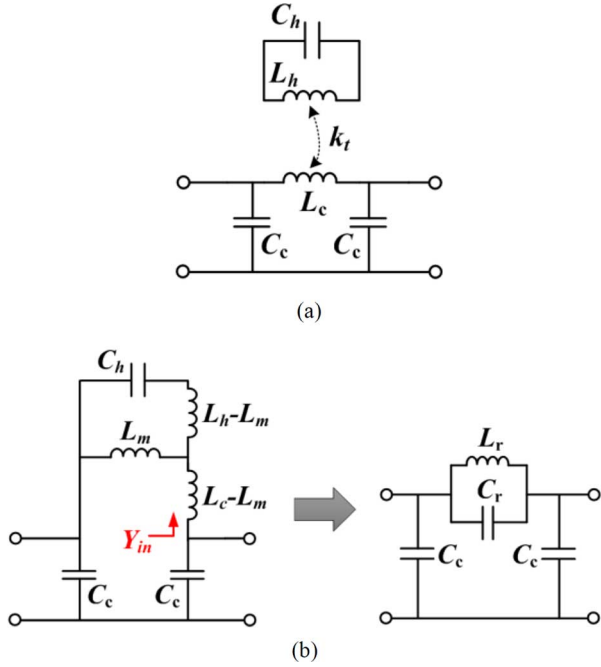 C_h
L_h
k_t
L_c
C_c C_c
(a)
C_h
L_h-L_m
L_m
L_r
L_c-L_m
C_r
Y_in
C_c C_c C_c C_c
(b)